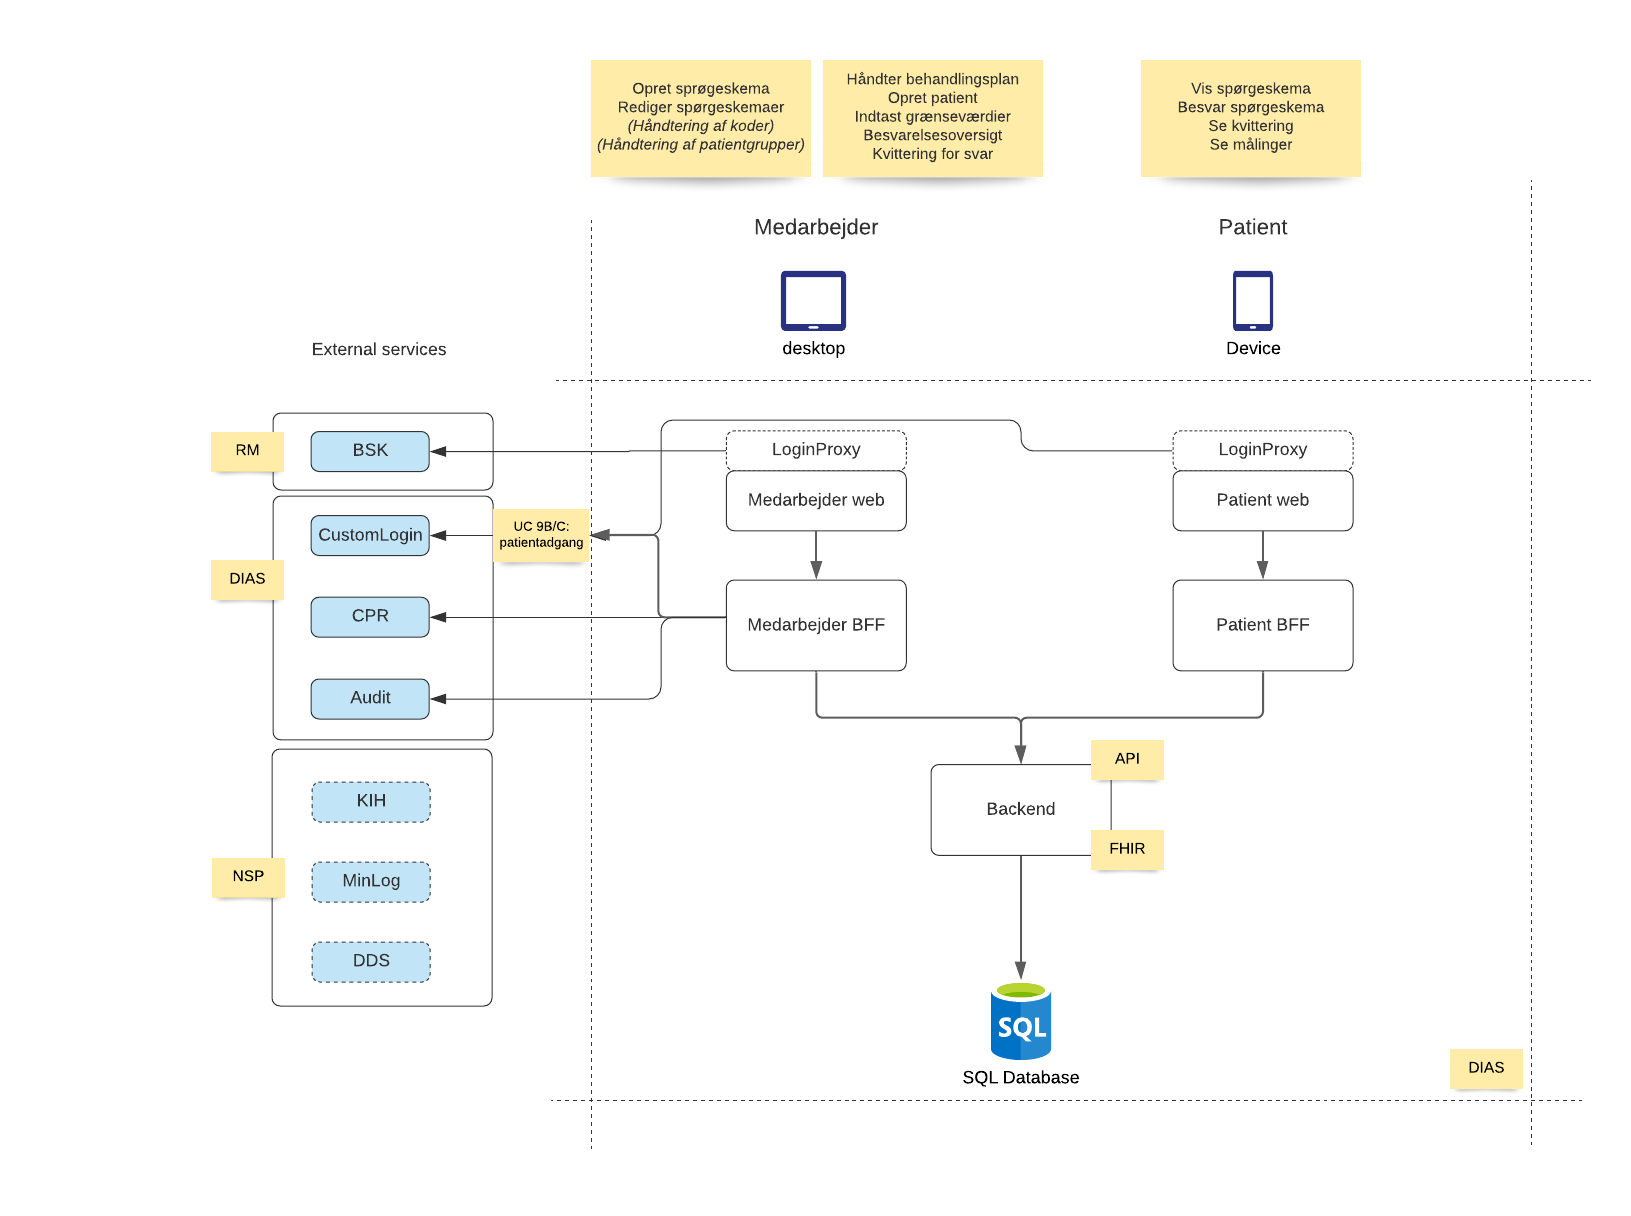 Opret sprøgeskema
Rediger spørgeskemaer
(Håndtering af koder)
(Håndtering af patientgrupper)
Håndter behandlingsplan
Opret patient
Indtast grænseværdier
Besvarelsesoversigt
Kvittering for svar
Vis spørgeskema
Besvar spørgeskema
Se kvittering
Se målinger
Medarbejder
Patient
desktop
Device
External services
RM
BSK
LoginProxy
LoginProxy
Medarbejder web
Patient web
CustomLogin
UC 9B/C:
patientadgang
DIAS
CPR
Medarbejder BFF
Patient BFF
Audit
API
KIH
Backend
FHIR
NSP
MinLog
DDS
SQL
SQL Database
DIAS